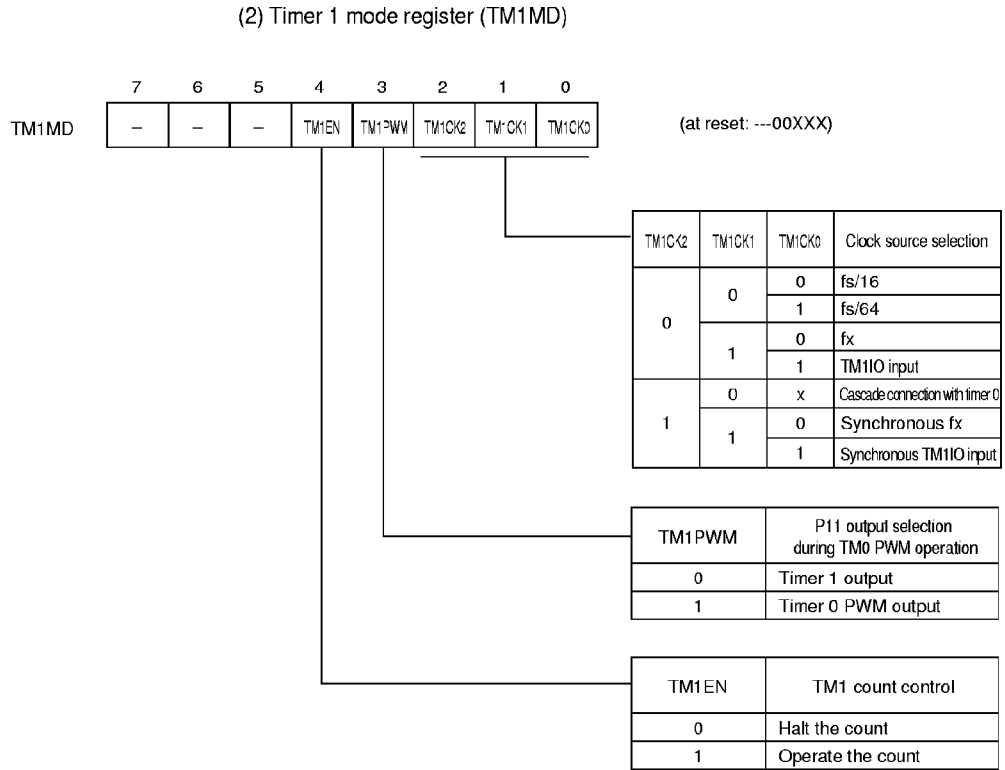 (2) Timer 1 mode register (TM1MD)
7 6 5 4 3 2 1 0
TM1MD – – – TM1EN TM1PWM TM1CK2 TM1CK1 TM1CK0 (at reset: ---00XXX)
TM1CK2 TM1CK1 TM1CK0 Clock source selection
0 0 0 fs/16
1 fs/64
1 0 fx
1 TM1IO input
1 0 x Cascade connection with timer 0
1 0 Synchronous fx
1 Synchronous TM1IO input
TM1PWM P11 output selection
during TM0 PWM operation
0 Timer 1 output
1 Timer 0 PWM output
TM1EN TM1 count control
0 Halt the count
1 Operate the count